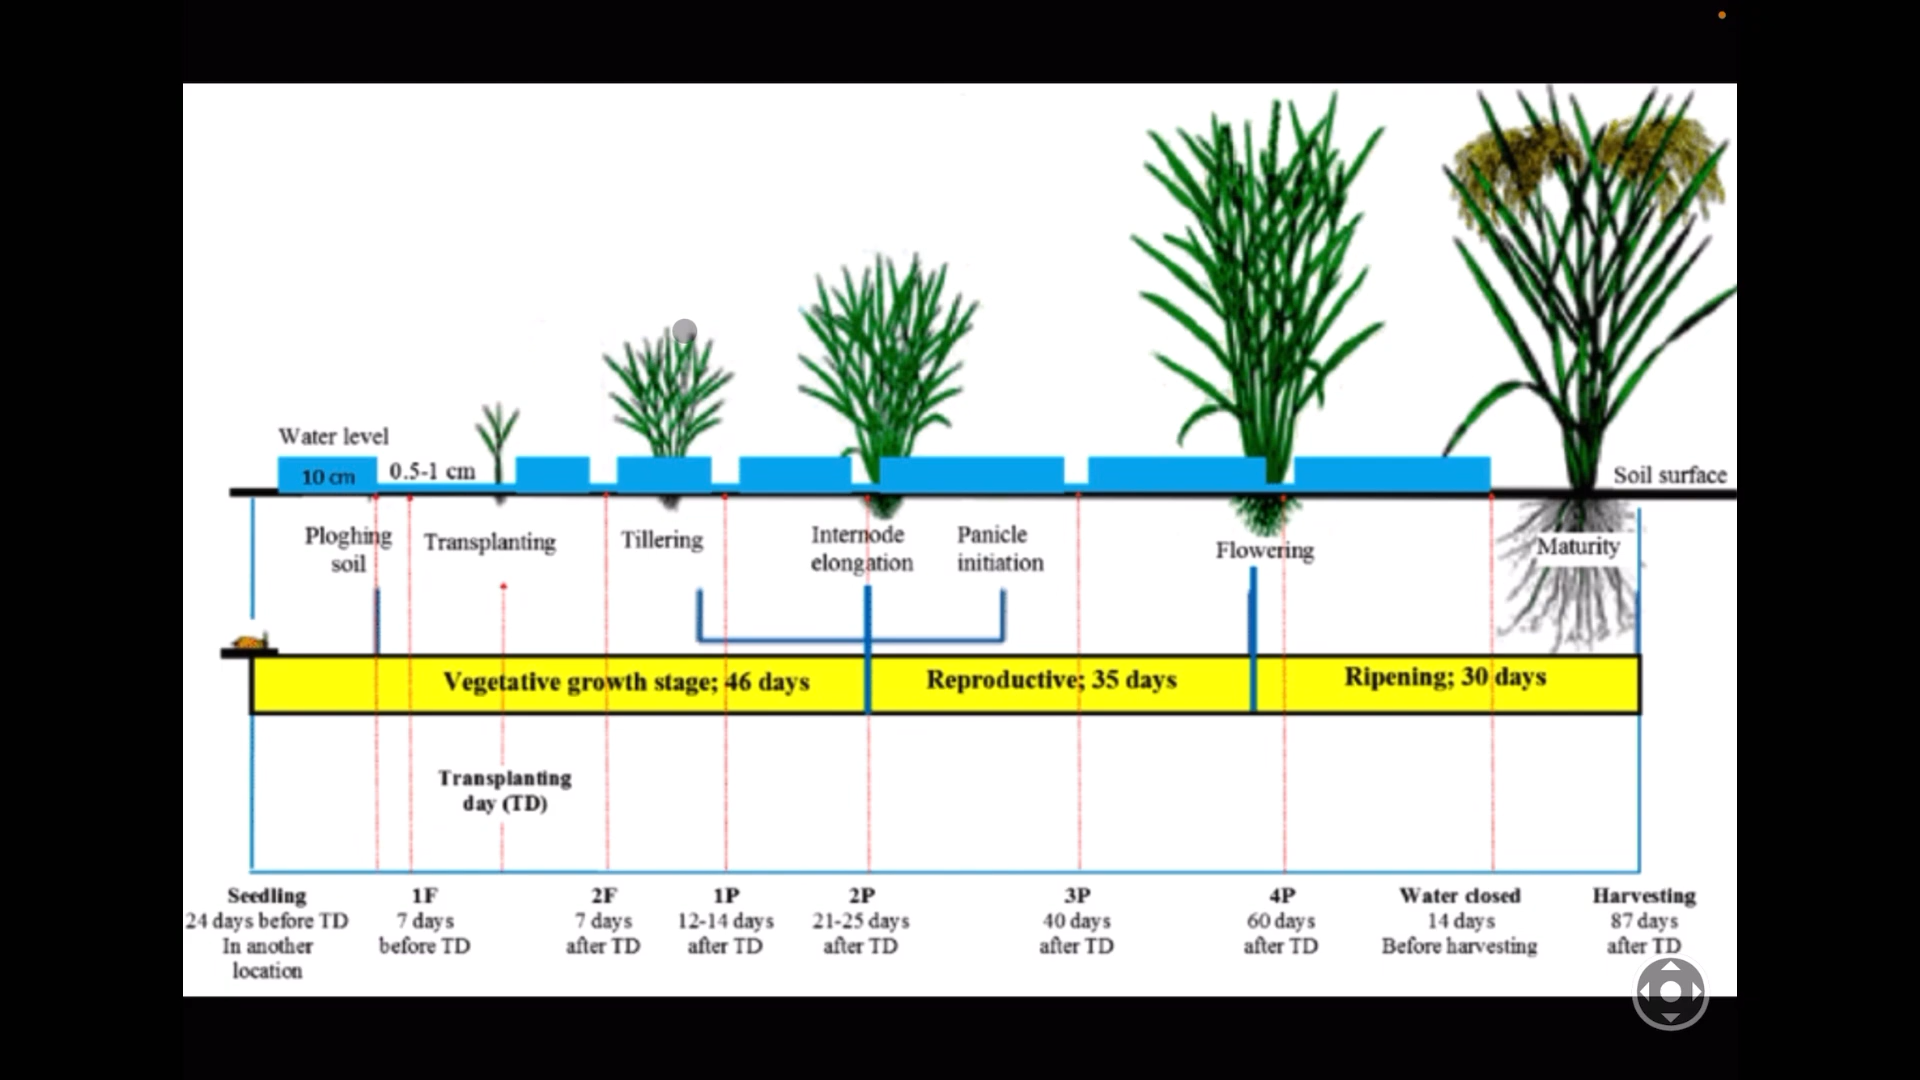 Water level
10 cm
0.5-1 cm
Soil surface
Ploghing
soil
Transplanting
Tillering
Internode
elongation
Panicle
initiation
Flowering
Maturity
Vegetative growth stage; 46 days
Reproductive; 35 days
Ripening; 30 days
Transplanting
day (TD)
Seedling
24 days before TD
In another
location
1F
7 days
before TD
2F
7 days
after TD
1P
12-14 days
after TD
2P
21-25 days
after TD
3P
40 days
after TD
4P
60 days
after TD
Water closed
14 days
Before harvesting
Harvesting
87 days
after TD